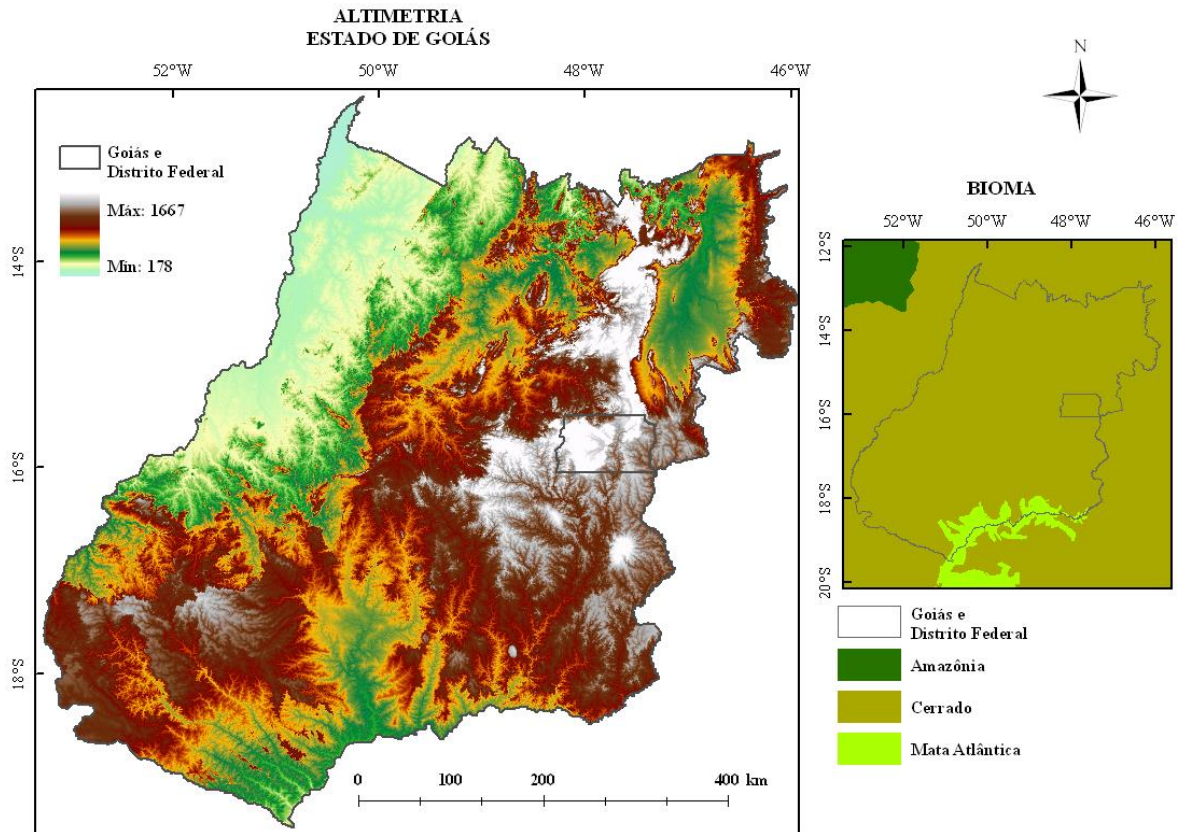 ALTIMETRIA
ESTADO DE GOIÁS
52°W 50°W 48°W 46°W
Goiás e
Distrito Federal
Máx: 1667
Min: 178
14°S
16°S
18°S
0 100 200 400 km
N
BIOMA
52°W 50°W 48°W 46°W
12°S
14°S
16°S
18°S
20°S
Goiás e
Distrito Federal
Amazônia
Cerrado
Mata Atlântica